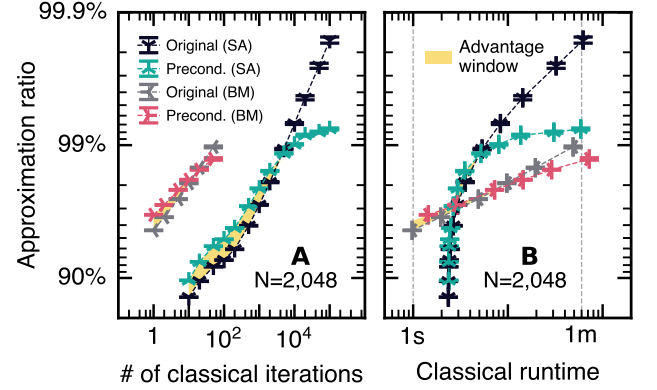 99.9%
99%
90%
Approximation ratio
Original (SA)
Precond. (SA)
Original (BM)
Precond. (BM)
A
N=2,048
1
10²
10⁴
# of classical iterations
Advantage
window
B
N=2,048
1s
1m
Classical runtime